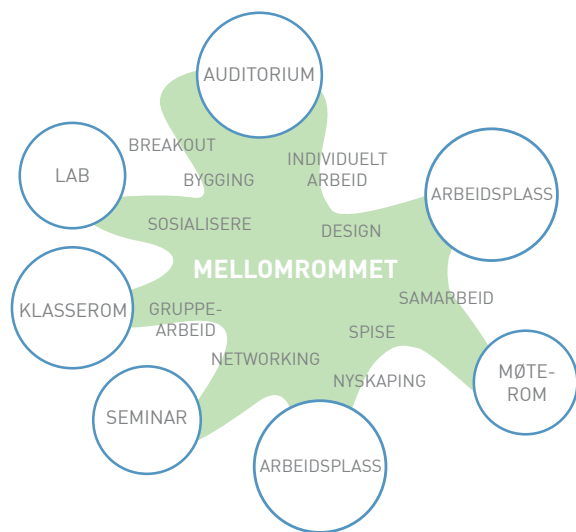 AUDITORIUM
BREAKOUT
INDIVIDUELT
ARBEID
LAB
BYGGING
ARBEIDSPLASS
SOSIALISERE
DESIGN
MELLOMROMMET
SAMARBEID
KLASSEROM
GRUPPE-
ARBEID
SPISE
NETWORKING
NYSKAPING
MØTE-
ROM
SEMINAR
ARBEIDSPLASS